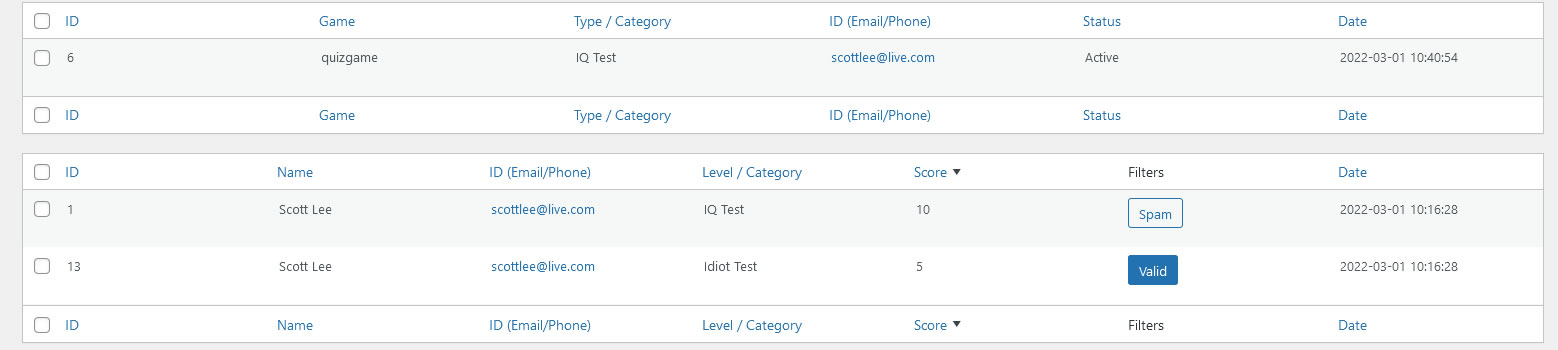 ID Game Type / Category ID (Email/Phone) Status Date
6 quizgame IQ Test scottlee@live.com Active 2022-03-01 10:40:54
ID Game Type / Category ID (Email/Phone) Status Date
ID Name ID (Email/Phone) Level / Category Score Filters Date
1 Scott Lee scottlee@live.com IQ Test 10 Spam 2022-03-01 10:16:28
13 Scott Lee scottlee@live.com Idiot Test 5 Valid 2022-03-01 10:16:28
ID Name ID (Email/Phone) Level / Category Score Filters Date